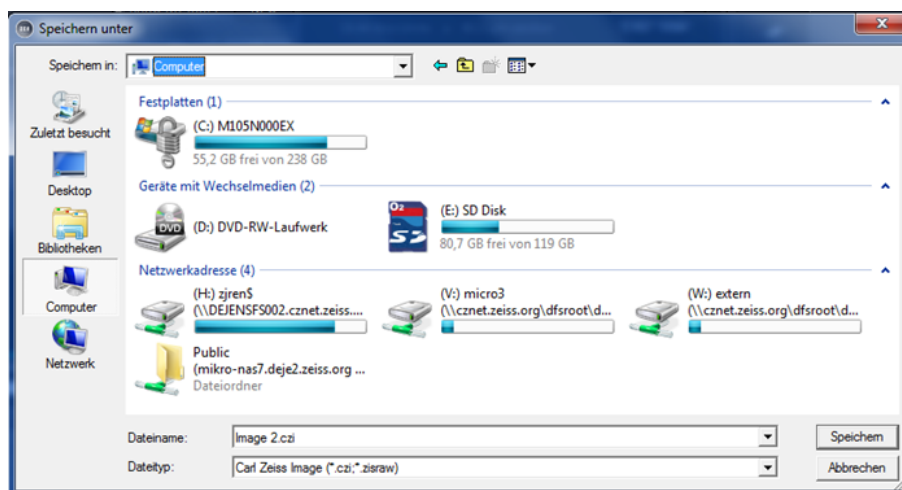 Speichern unter
Speichern in:
Computer
Zuletzt besucht
Desktop
Bibliotheken
Computer
Netzwerk
Festplatten (1)
(C:) M105N000EX
55,2 GB frei von 238 GB
Geräte mit Wechselmedien (2)
DVD
(D:) DVD-RW-Laufwerk
O2
SD
(E:) SD Disk
80,7 GB frei von 119 GB
Netzwerkadresse (4)
(H:) zjren$
(\\DEJENSFS002.cznet.zeiss....
(V:) micro3
(\\cznet.zeiss.org\dfsroot\d...
(W:) extern
(\\cznet.zeiss.org\dfsroot\d...
Public
(mikro-nas7.deje2.zeiss.org ...
Dateiordner
Dateiname:
Image 2.czi
Speichern
Dateityp:
Carl Zeiss Image (*.czi;*.zisraw)
Abbrechen